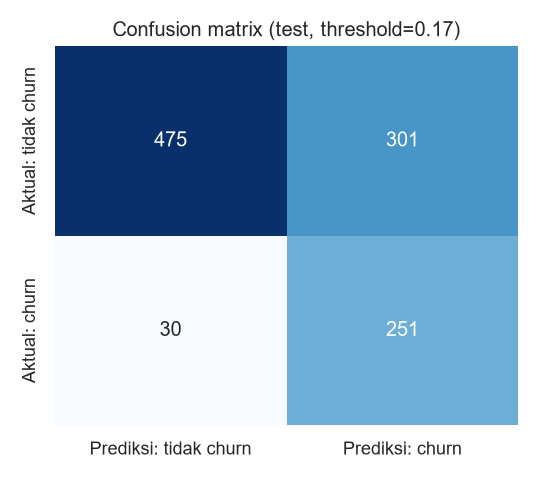 Confusion matrix (test, threshold=0.17)
Aktual: tidak churn
475
301
Aktual: churn
30
251
Prediksi: tidak churn
Prediksi: churn